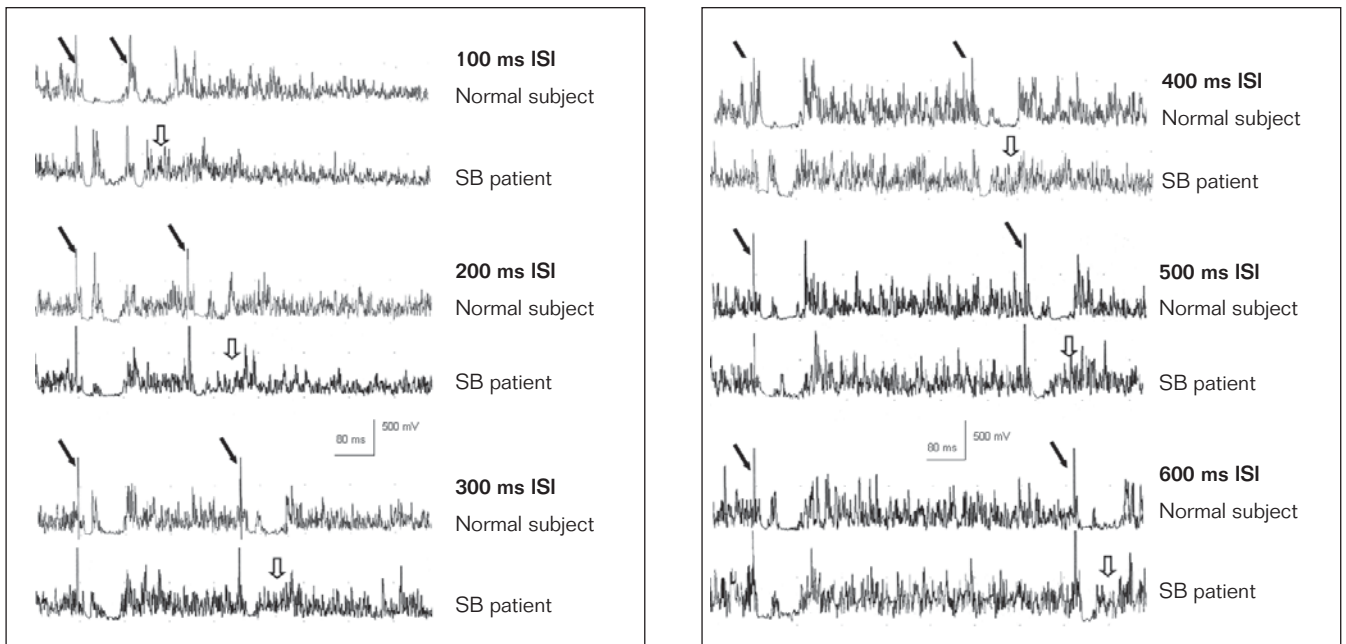 100 ms ISI
Normal subject
SB patient
200 ms ISI
Normal subject
SB patient
80 ms
500 mV
300 ms ISI
Normal subject
SB patient
400 ms ISI
Normal subject
SB patient
500 ms ISI
Normal subject
SB patient
80 ms
500 mV
600 ms ISI
Normal subject
SB patient